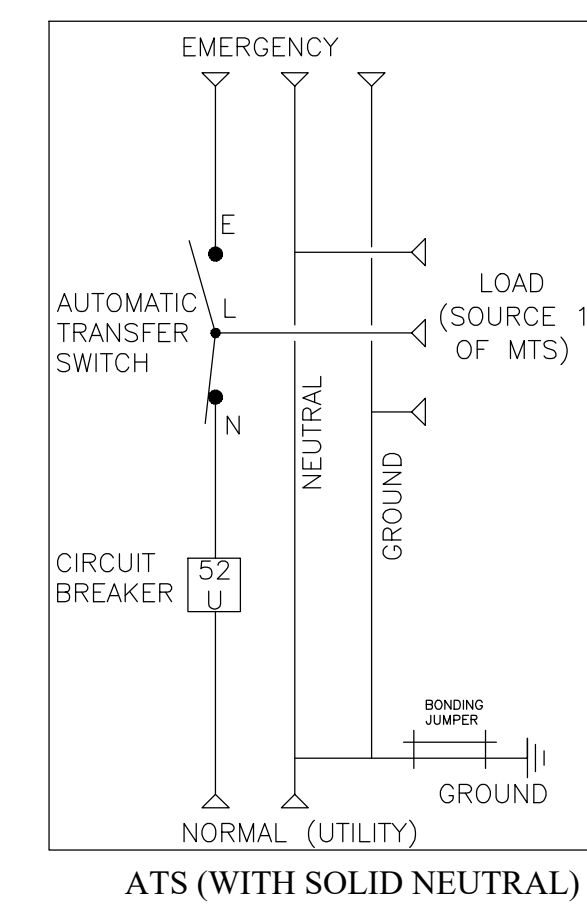 EMERGENCY
E
AUTOMATIC
TRANSFER
SWITCH
L
LOAD
(SOURCE 1
OF MTS)
N
NEUTRAL
GROUND
CIRCUIT
BREAKER
52
U
BONDING
JUMPER
GROUND
NORMAL (UTILITY)
ATS (WITH SOLID NEUTRAL)